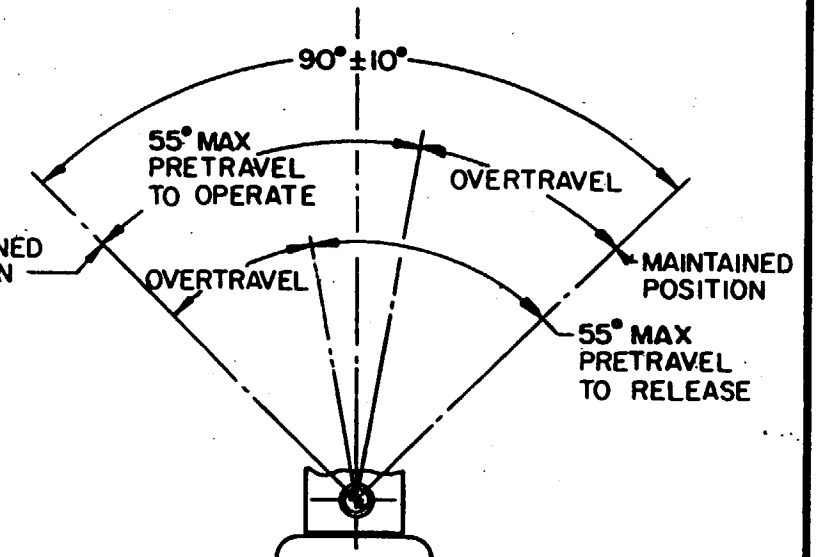 90° ±10°
55° MAX
PRETRAVEL
TO OPERATE
OVERTRAVEL
OVERTRAVEL
MAINTAINED
POSITION
55° MAX
PRETRAVEL
TO RELEASE